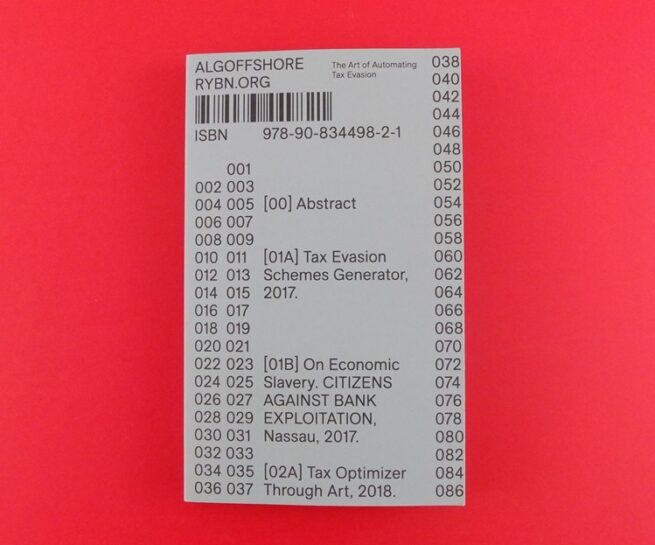 ALGOFFSHORE
RYBN.ORG
The Art of Automating
Tax Evasion
ISBN 978-90-834498-2-1
001
002 003
004 005 [00] Abstract
006 007
008 009
010 011 [01A] Tax Evasion
012 013 Schemes Generator,
014 015 2017.
016 017
018 019
020 021
022 023 [01B] On Economic
024 025 Slavery. CITIZENS
026 027 AGAINST BANK
028 029 EXPLOITATION,
030 031 Nassau, 2017.
032 033
034 035 [02A] Tax Optimizer
036 037 Through Art, 2018.
038
040
042
044
046
048
050
052
054
056
058
060
062
064
066
068
070
072
074
076
078
080
082
084
086